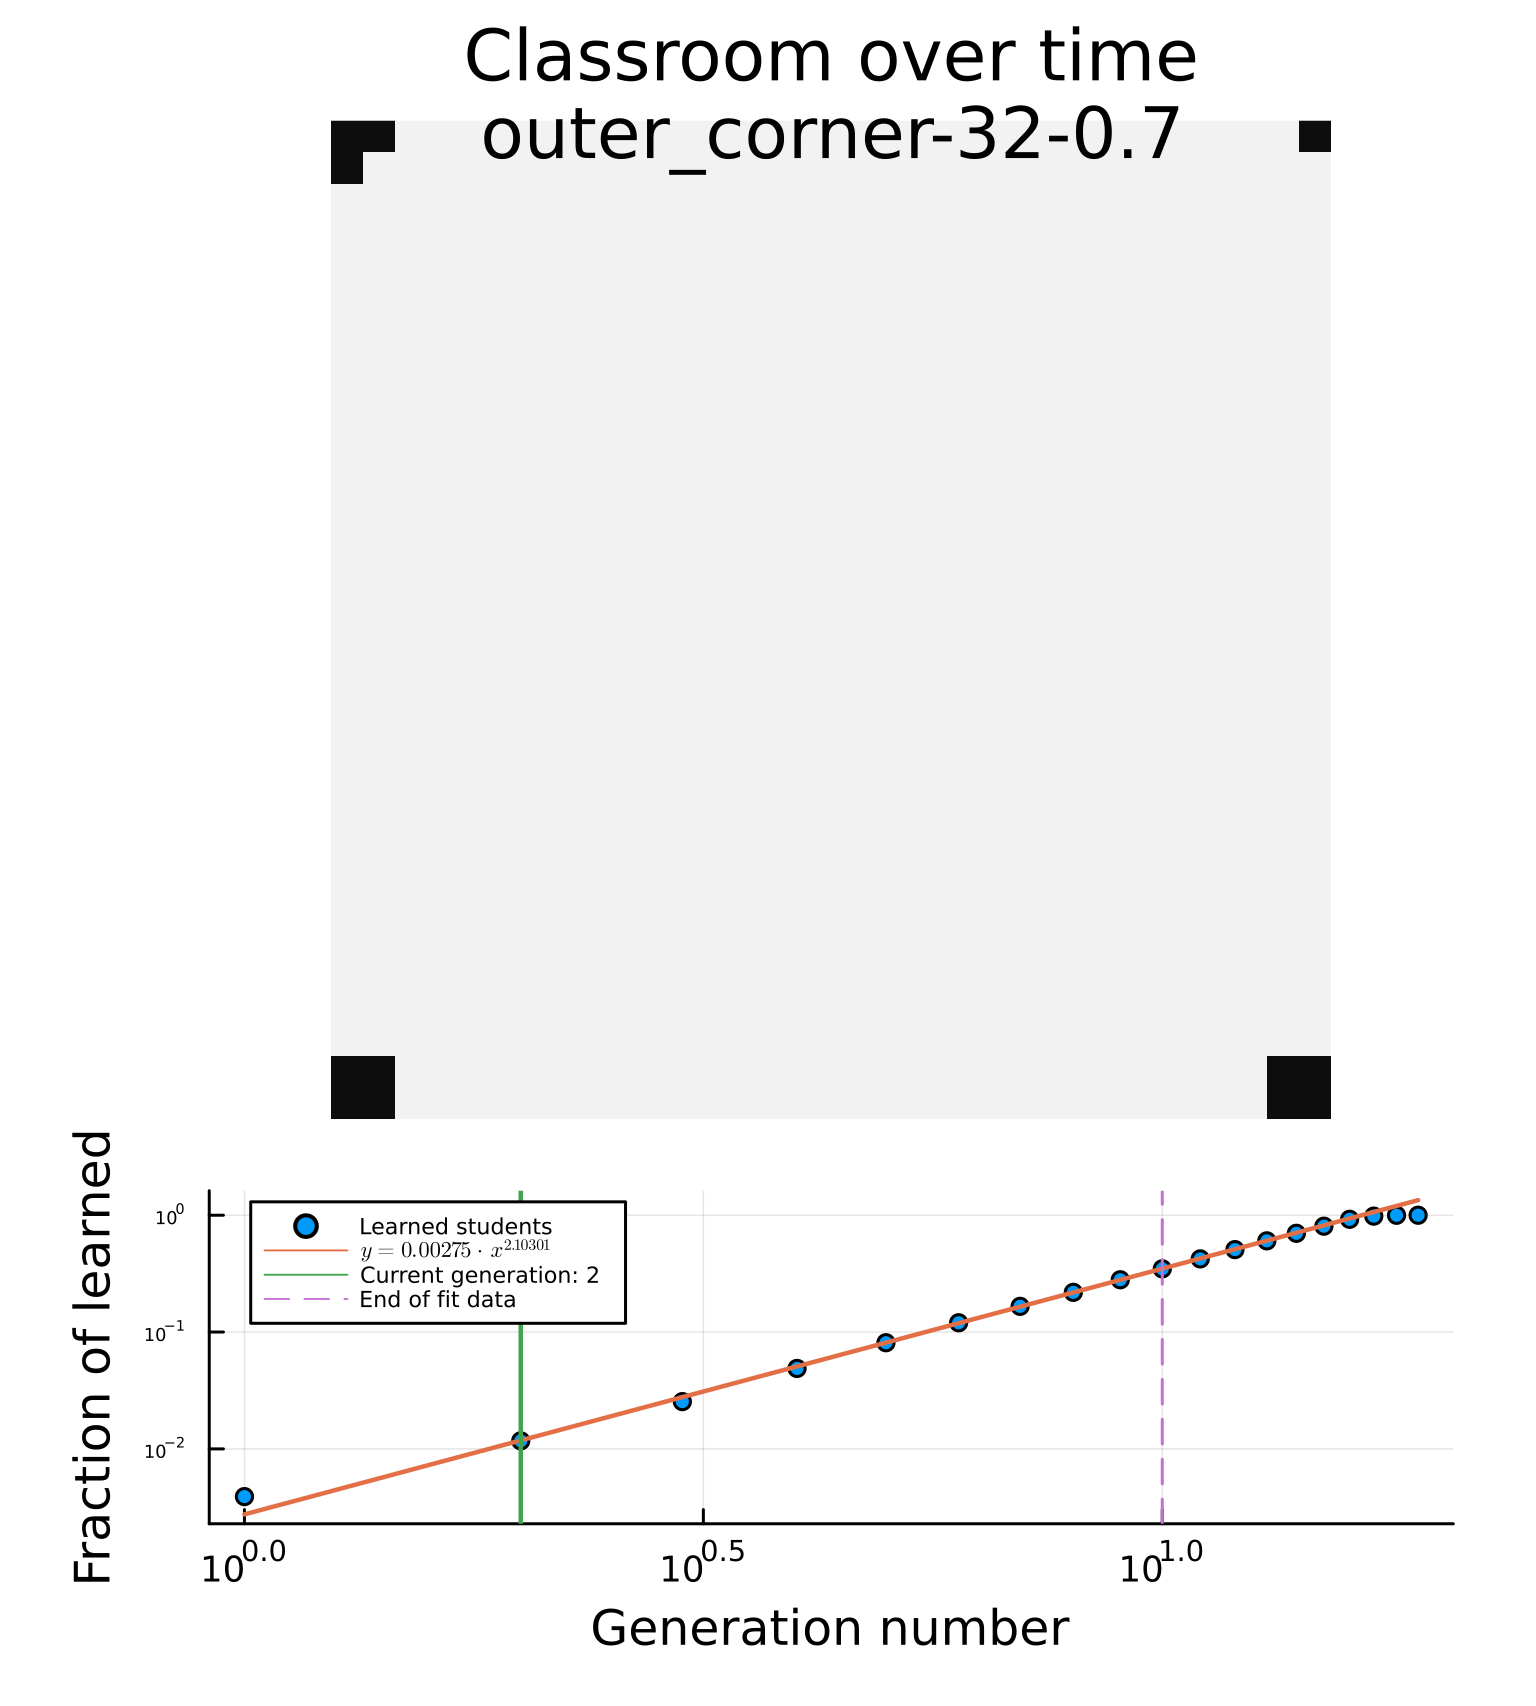 Classroom over time
outer_corner-32-0.7
Fraction of learned
10⁰
10⁻¹
10⁻²
Learned students
y = 0.00275 · x^2.10301
Current generation: 2
End of fit data
10^0.0
10^0.5
10^1.0
Generation number